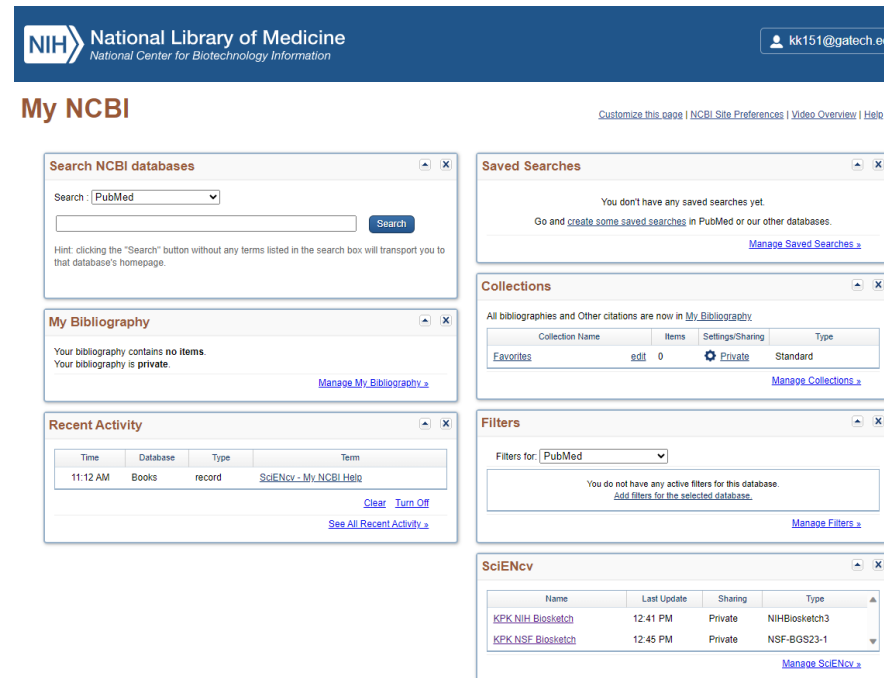 NIH
National Library of Medicine
National Center for Biotechnology Information
kk151@gatech.ed
My NCBI
Customize this page | NCBI Site Preferences | Video Overview | Help
Search NCBI databases
Search : PubMed
Search
Hint: clicking the "Search" button without any terms listed in the search box will transport you to
that database's homepage.
My Bibliography
Your bibliography contains no items.
Your bibliography is private.
Manage My Bibliography »
Recent Activity
Time Database Type Term
11:12 AM Books record SciENcv - My NCBI Help
Clear Turn Off
See All Recent Activity »
Saved Searches
You don't have any saved searches yet.
Go and create some saved searches in PubMed or our other databases.
Manage Saved Searches »
Collections
All bibliographies and Other citations are now in My Bibliography
Collection Name Items Settings/Sharing Type
Favorites edit 0 Private Standard
Manage Collections »
Filters
Filters for: PubMed
You do not have any active filters for this database.
Add filters for the selected database.
Manage Filters »
SciENcv
Name Last Update Sharing Type
KPK NIH Biosketch 12:41 PM Private NIHBiosketch3
KPK NSF Biosketch 12:45 PM Private NSF-BGS23-1
Manage SciENcv »